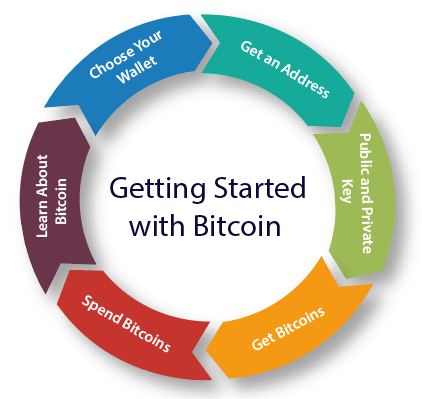 Getting Started
with Bitcoin
Learn About
Bitcoin
Choose Your
Wallet
Get an Address
Public and Private
Key
Get Bitcoins
Spend Bitcoins